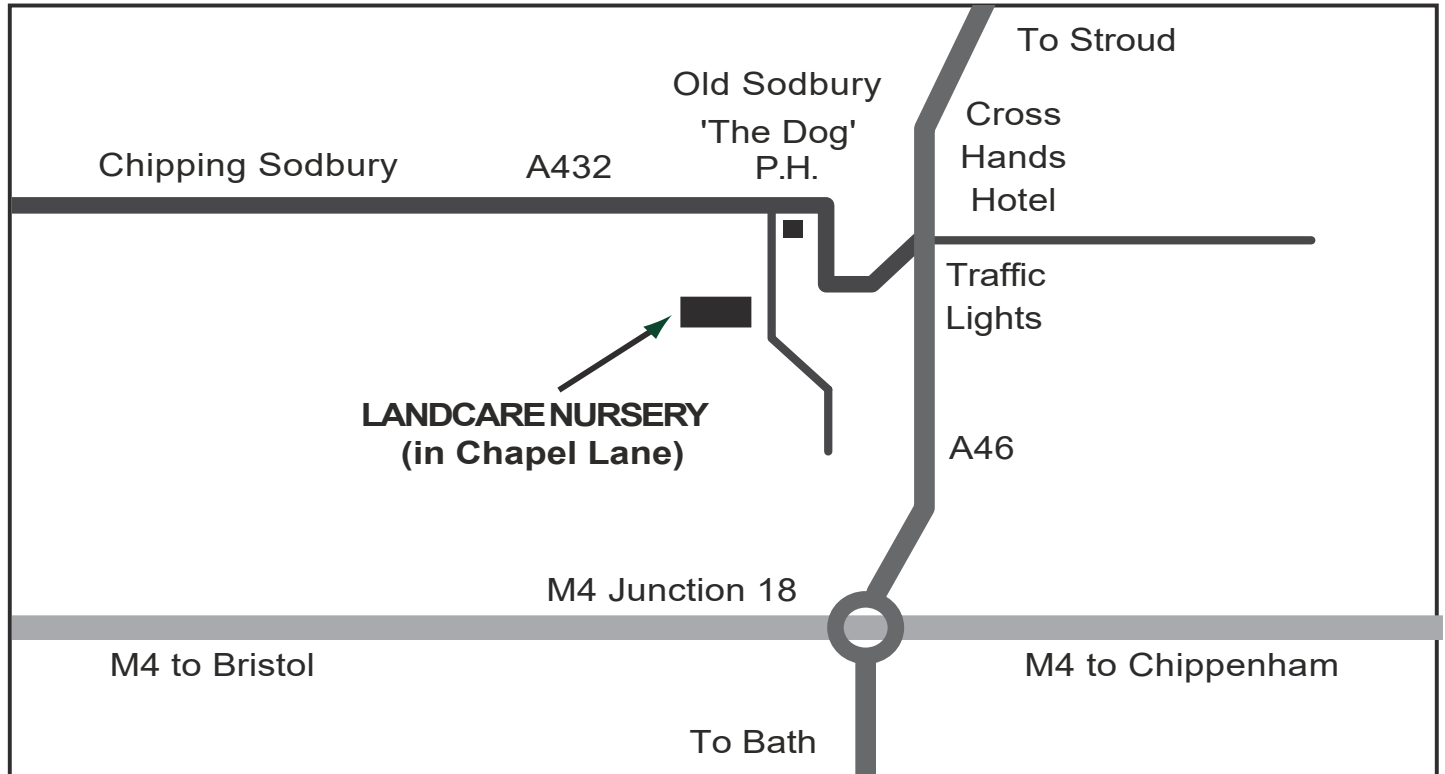 To Stroud
Old Sodbury
'The Dog'
P.H.
Cross
Hands
Hotel
Chipping Sodbury
A432
Traffic
Lights
LANDCARE NURSERY
(in Chapel Lane)
A46
M4 Junction 18
M4 to Bristol
M4 to Chippenham
To Bath